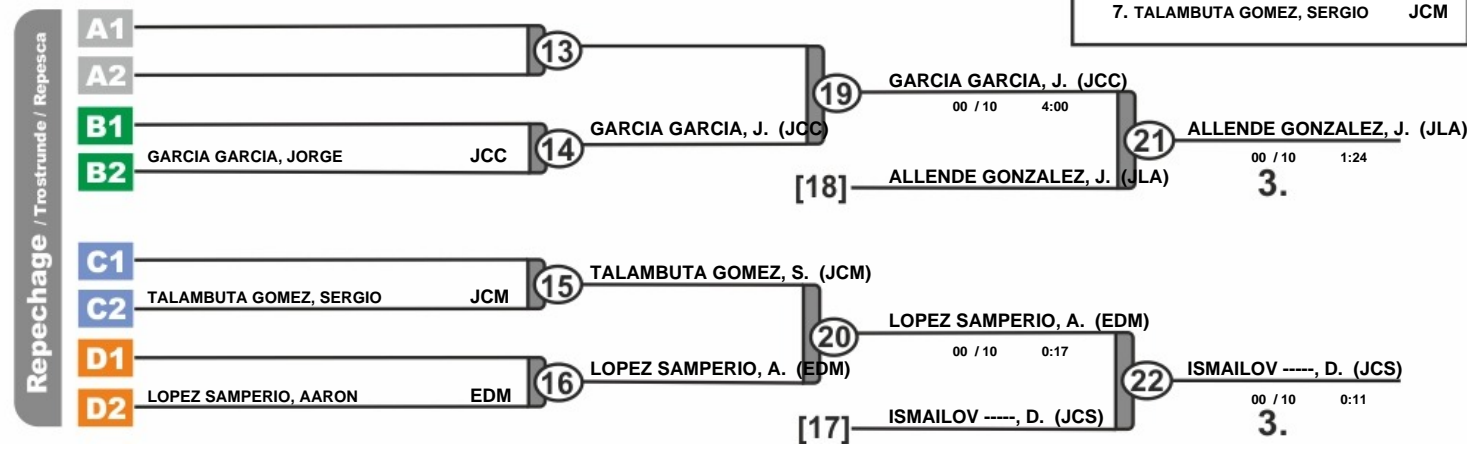 7. TALAMBUTA GOMEZ, SERGIO JCM
Repechage / Trostrunde / Repesca
A1
13
A2
GARCIA GARCIA, J. (JCC)
19
00 / 10 4:00
B1
GARCIA GARCIA, J. (JCC)
ALLENDE GONZALEZ, J. (JLA)
21
14
GARCIA GARCIA, JORGE JCC
00 / 10 1:24
B2
ALLENDE GONZALEZ, J. (JLA)
[18]
3.
C1
TALAMBUTA GOMEZ, S. (JCM)
15
TALAMBUTA GOMEZ, SERGIO JCM
C2
LOPEZ SAMPERIO, A. (EDM)
20
00 / 10 0:17
D1
LOPEZ SAMPERIO, A. (EDM)
ISMAILOV -----, D. (JCS)
22
16
LOPEZ SAMPERIO, AARON EDM
00 / 10 0:11
D2
ISMAILOV -----, D. (JCS)
[17]
3.